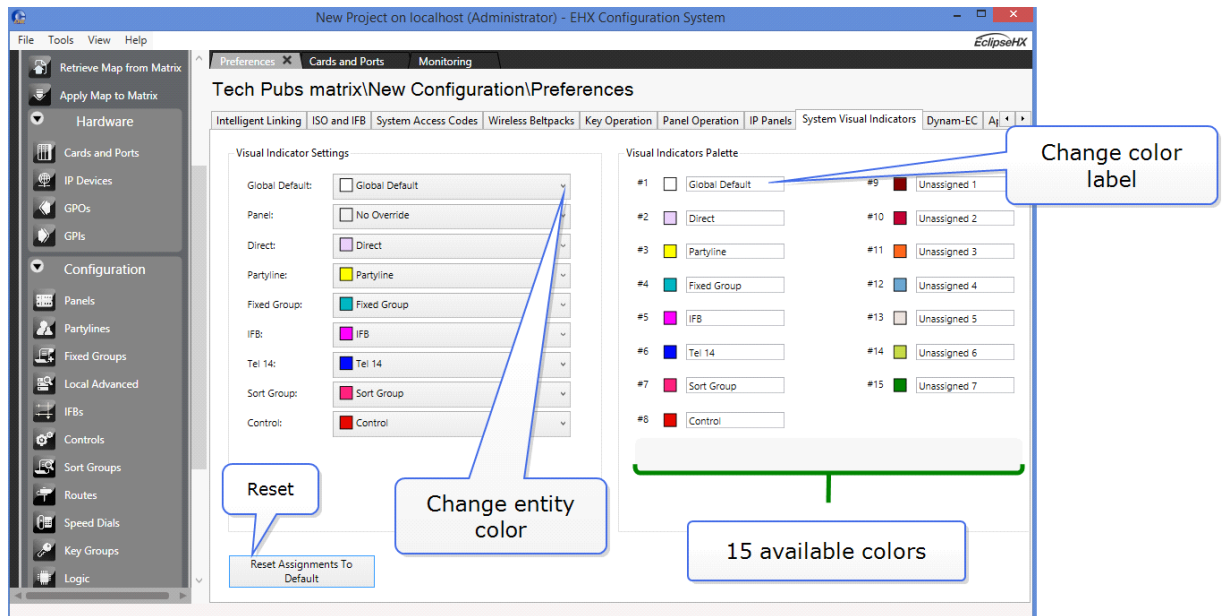 New Project on localhost (Administrator) - EHX Configuration System
File Tools View Help
EclipseHX
Retrieve Map from Matrix
Apply Map to Matrix
Hardware
Cards and Ports
IP Devices
GPOs
GPIs
Configuration
Panels
Partylines
Fixed Groups
Local Advanced
IFBs
Controls
Sort Groups
Routes
Speed Dials
Key Groups
Logic
Preferences Cards and Ports Monitoring
Tech Pubs matrix\New Configuration\Preferences
Intelligent Linking ISO and IFB System Access Codes Wireless Beltpacks Key Operation Panel Operation IP Panels System Visual Indicators Dynam-EC
Visual Indicator Settings
Global Default: Global Default
Panel: No Override
Direct: Direct
Partyline: Partyline
Fixed Group: Fixed Group
IFB: IFB
Tel 14: Tel 14
Sort Group: Sort Group
Control: Control
Reset
Change entity
color
Reset Assignments To
Default
Visual Indicators Palette
#1 Global Default
#2 Direct
#3 Partyline
#4 Fixed Group
#5 IFB
#6 Tel 14
#7 Sort Group
#8 Control
#9 Unassigned 1
#10 Unassigned 2
#11 Unassigned 3
#12 Unassigned 4
#13 Unassigned 5
#14 Unassigned 6
#15 Unassigned 7
Change color
label
15 available colors